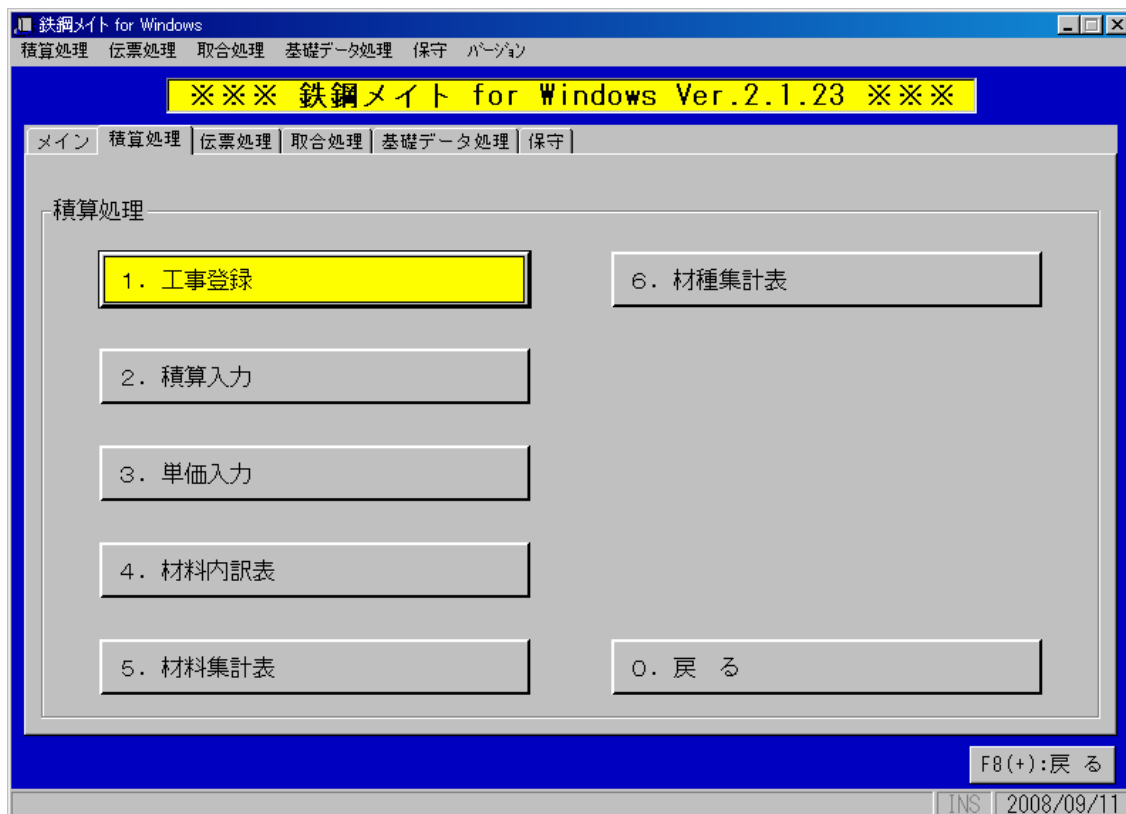 鉄鋼メイト for Windows
積算処理 伝票処理 取合処理 基礎データ処理 保守 バージョン
※※※ 鉄鋼メイト for Windows Ver.2.1.23 ※※※
メイン 積算処理 伝票処理 取合処理 基礎データ処理 保守
積算処理
1. 工事登録
6. 材種集計表
2. 積算入力
3. 単価入力
4. 材料内訳表
5. 材料集計表
0. 戻 る
F8(+):戻 る
INS 2008/09/11